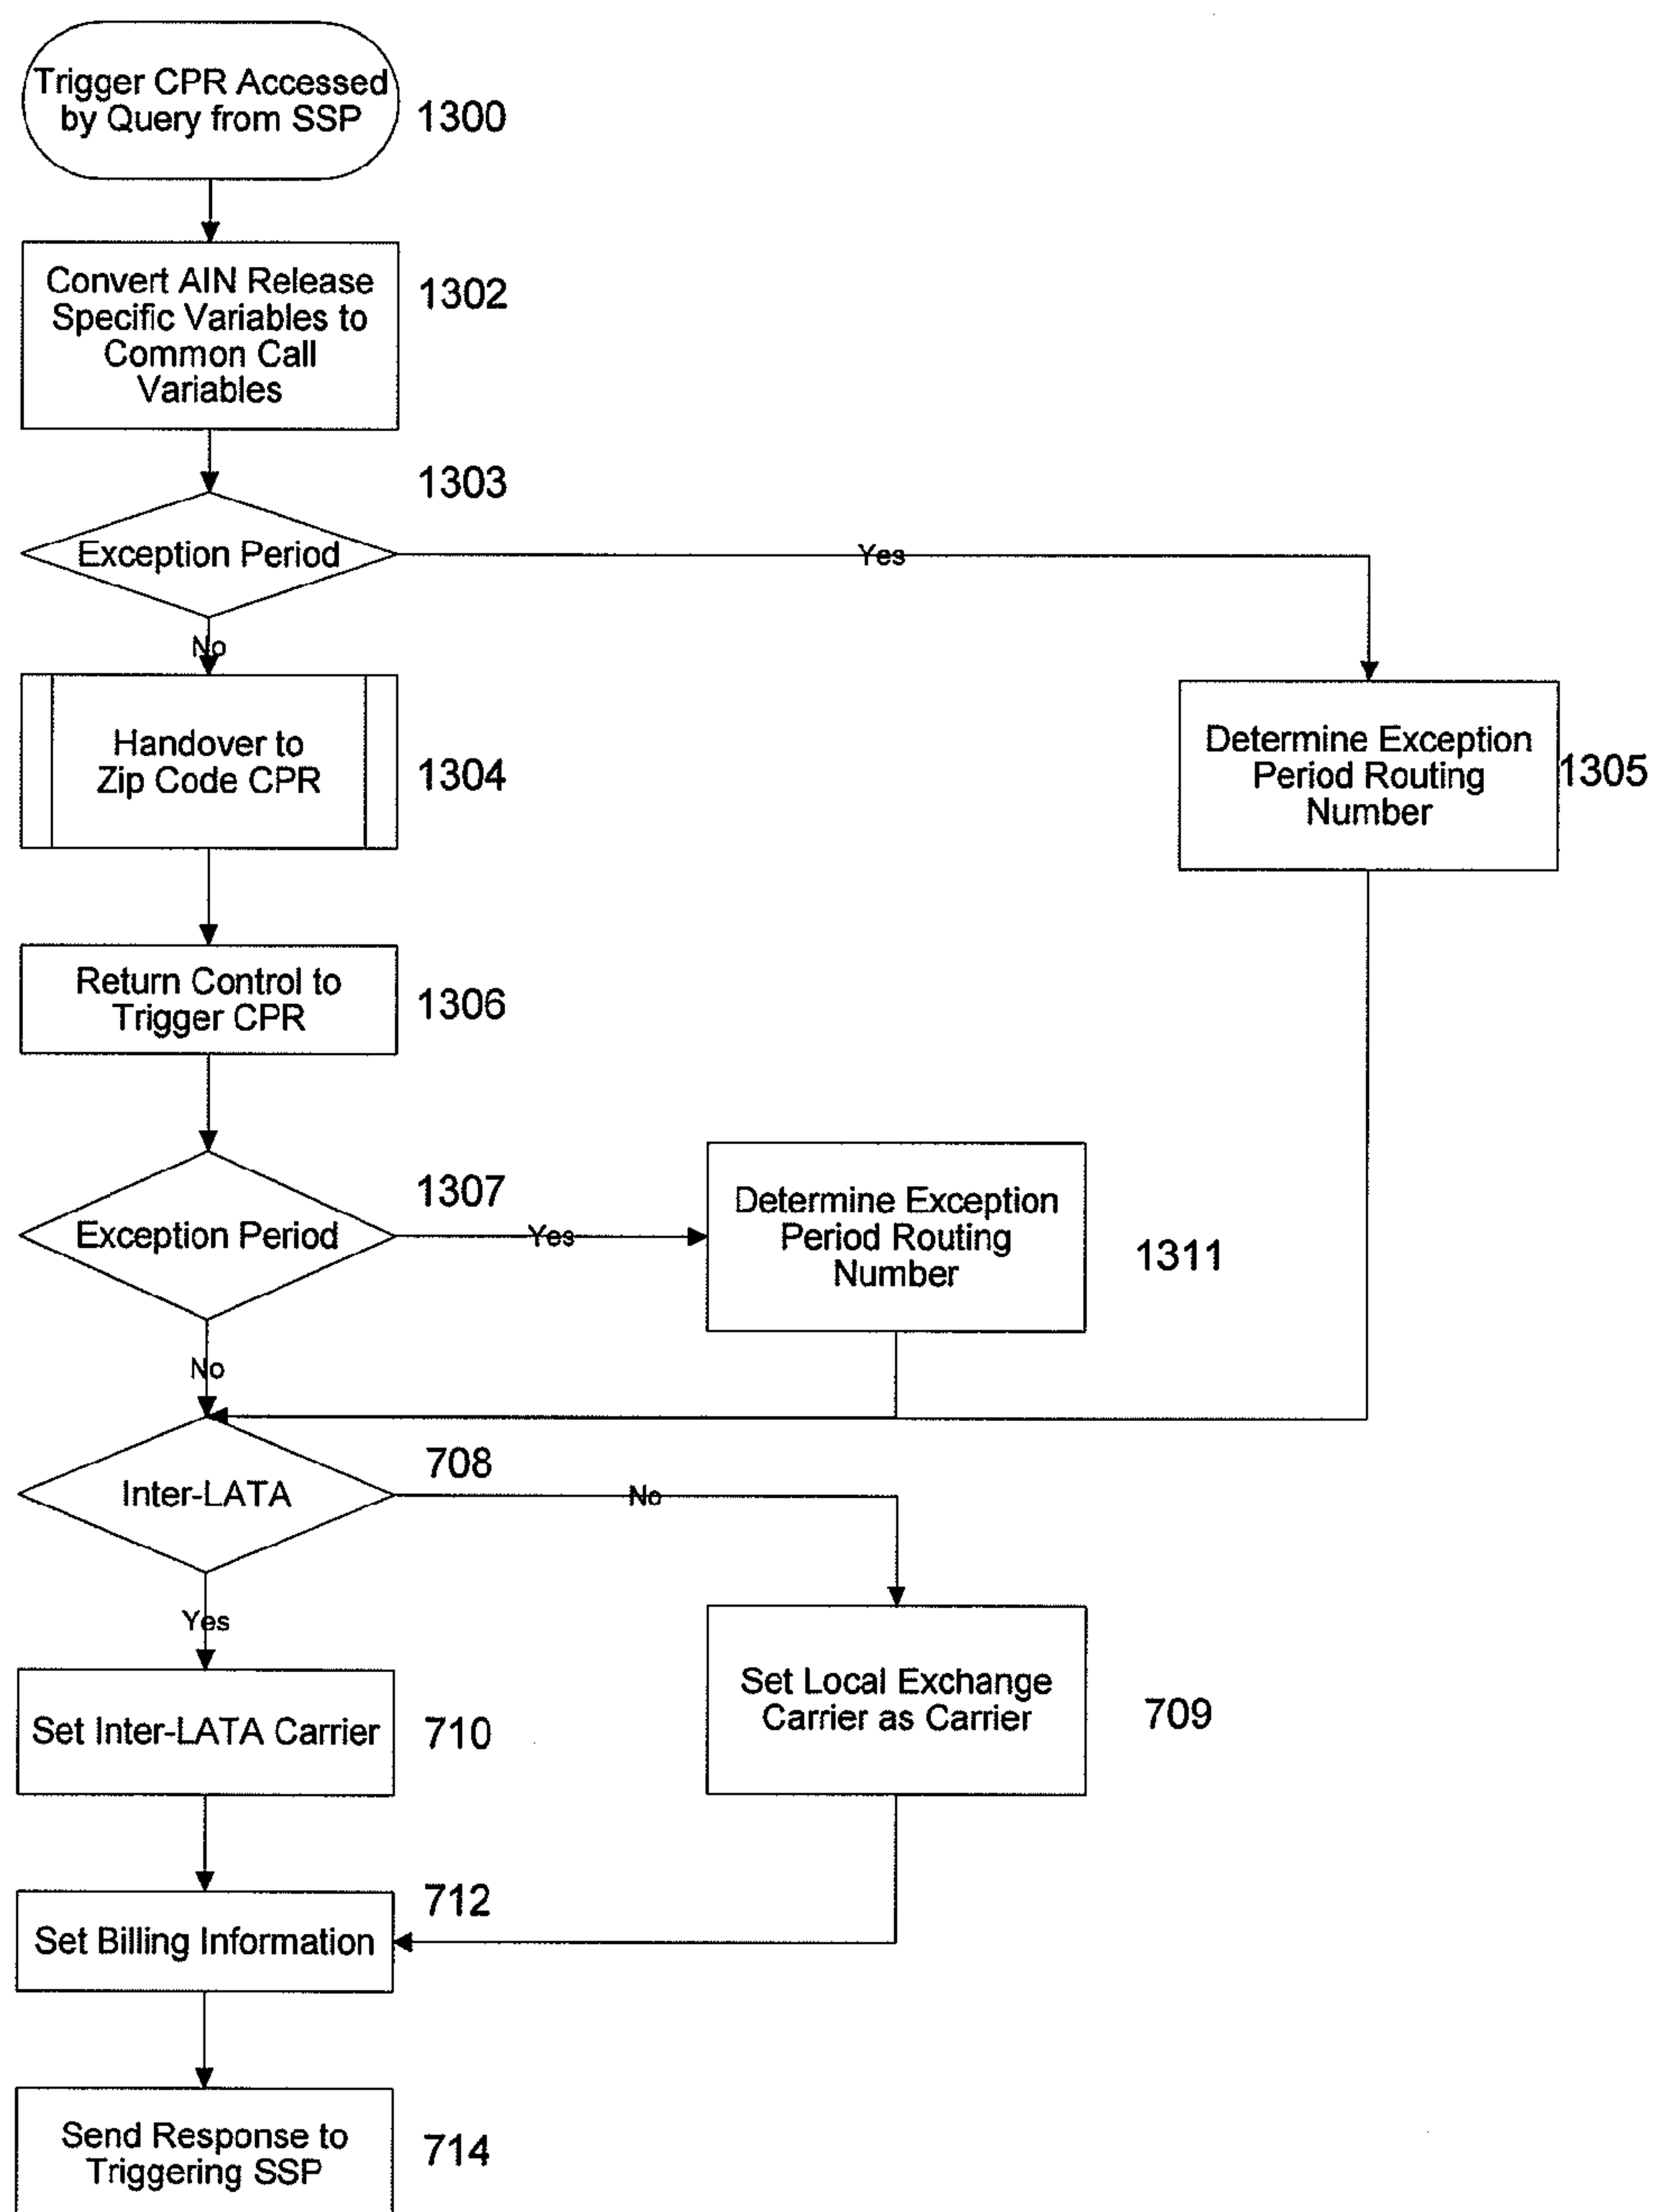 Trigger CPR Accessed
by Query from SSP
1300
Convert AIN Release
Specific Variables to
Common Call
Variables
1302
1303
Exception Period
Yes
No
Handover to
Zip Code CPR
1304
Determine Exception
Period Routing
Number
1305
Return Control to
Trigger CPR
1306
1307
Exception Period
Yes
Determine Exception
Period Routing
Number
1311
No
708
Inter-LATA
No
Yes
Set Inter-LATA Carrier
710
Set Local Exchange
Carrier as Carrier
709
712
Set Billing Information
Send Response to
Triggering SSP
714